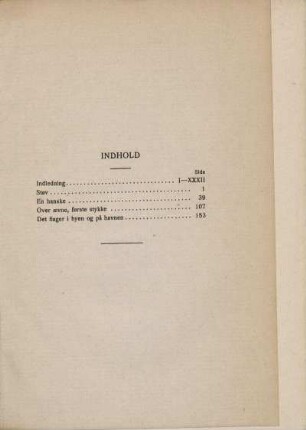 INDHOLD
Side
Indledning . . . . . . . . . . . . . . . . . . . . . . . . . . I—XXXII
Støv . . . . . . . . . . . . . . . . . . . . . . . . . . . . . . . . 1
En hanske . . . . . . . . . . . . . . . . . . . . . . . . . . . 39
Over ævne, første stykke . . . . . . . . . . . . . . . . 107
Det flager i byen og på havnen . . . . . . . . . . . . 183